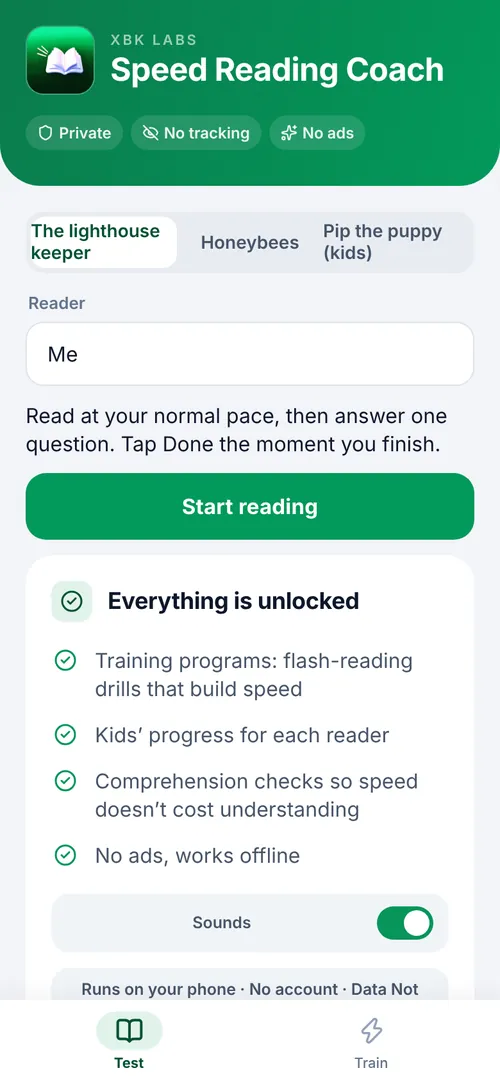 XBK LABS
Speed Reading Coach
Private
No tracking
No ads
The lighthouse
keeper
Honeybees
Pip the puppy
(kids)
Reader
Me
Read at your normal pace, then answer one
question. Tap Done the moment you finish.
Start reading
Everything is unlocked
Training programs: flash-reading
drills that build speed
Kids’ progress for each reader
Comprehension checks so speed
doesn’t cost understanding
No ads, works offline
Sounds
Runs on your phone · No account · Data Not
Test
Train